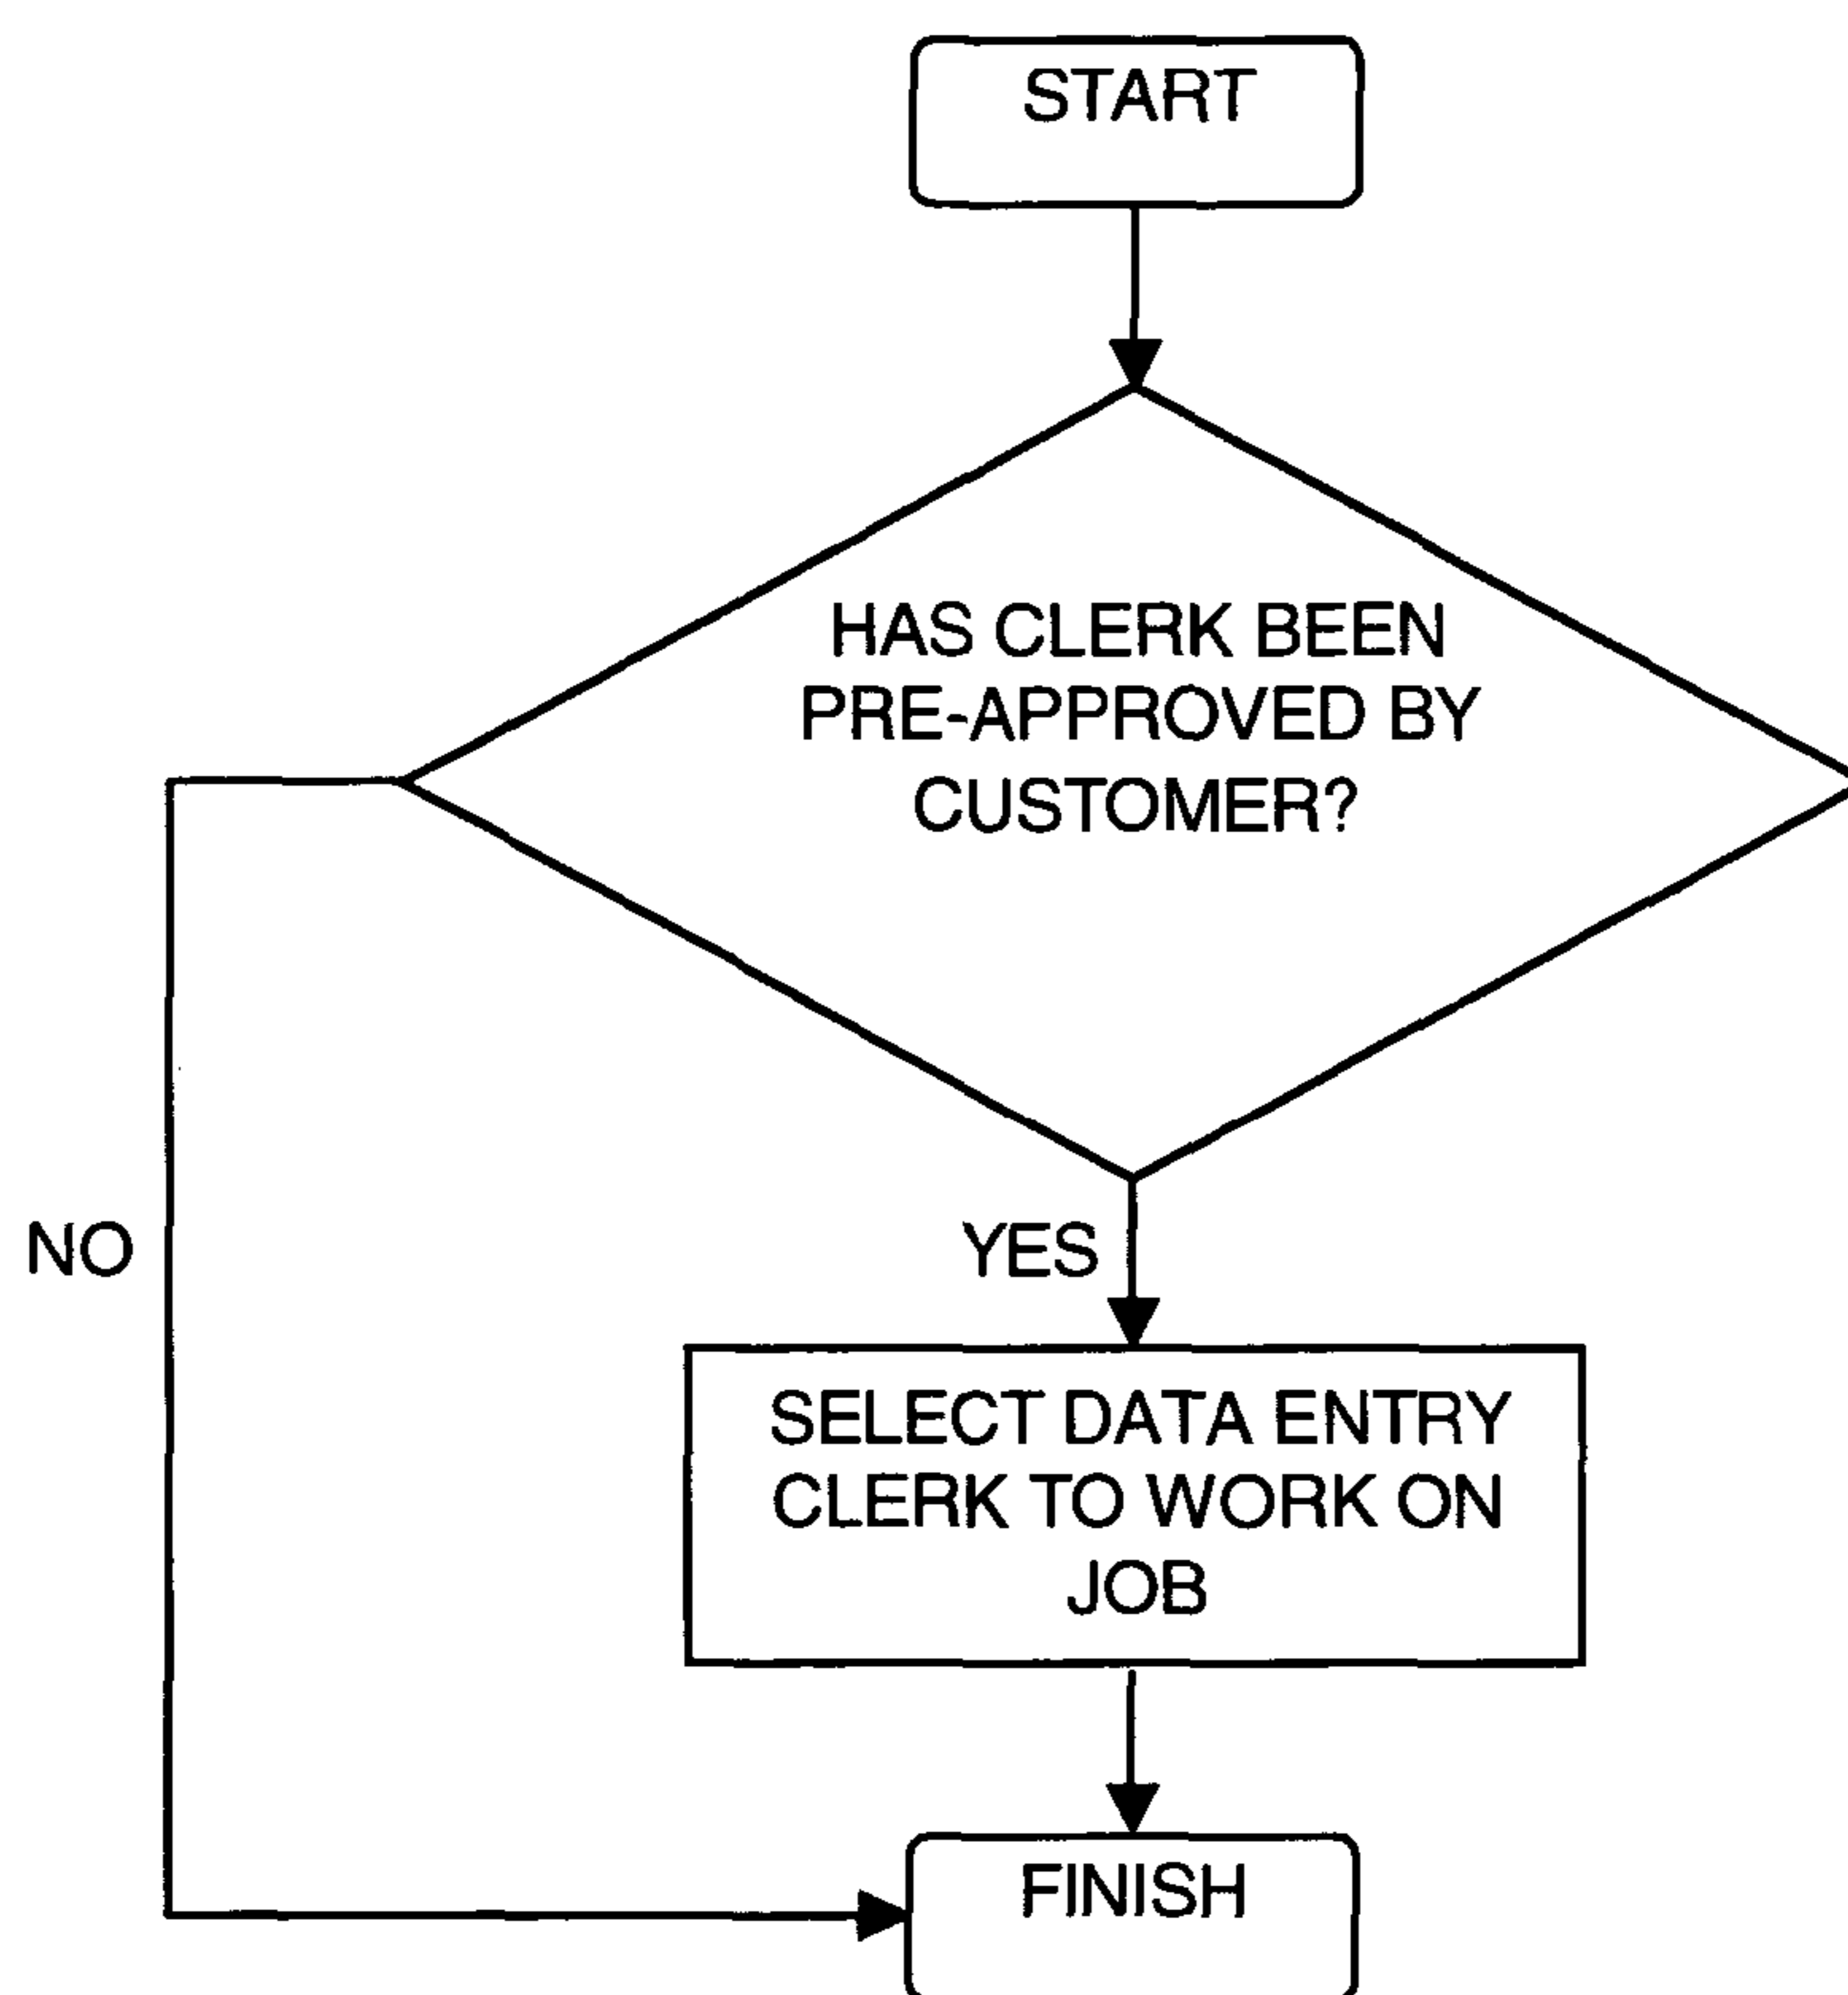 START
HAS CLERK BEEN
PRE-APPROVED BY
CUSTOMER?
NO
YES
SELECT DATA ENTRY
CLERK TO WORK ON
JOB
FINISH